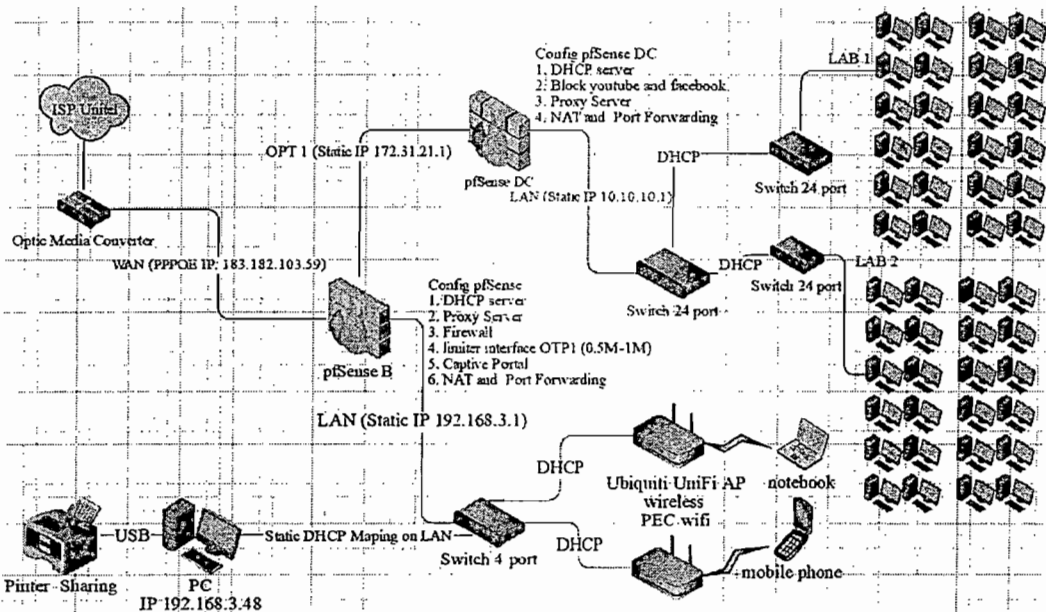 ISP Unitel
Optic Media Converter
WAN (PPPOE IP: 183.182.103.59)
OPT 1 (Static IP 172.31.21.1)
pfSense DC
Config pfSense DC
1. DHCP server
2. Block youtube and facebook
3. Proxy Server
4. NAT and Port Forwarding
LAN (Static IP 10.10.10.1)
DHCP
Switch 24 port
LAB 1
Switch 24 port
DHCP
Switch 24 port
LAB 2
pfSense B
Config pfSense
1. DHCP server
2. Proxy Server
3. Firewall
4. limiter interface OTP1 (0.5M-1M)
5. Captive Portal
6. NAT and Port Forwarding
LAN (Static IP 192.168.3.1)
DHCP
Ubiquiti UniFi AP
wireless
PEC wifi
notebook
Switch 4 port
DHCP
mobile phone
Static DHCP Maping on LAN
USB
Pinter Sharing
PC
IP 192.168.3.48